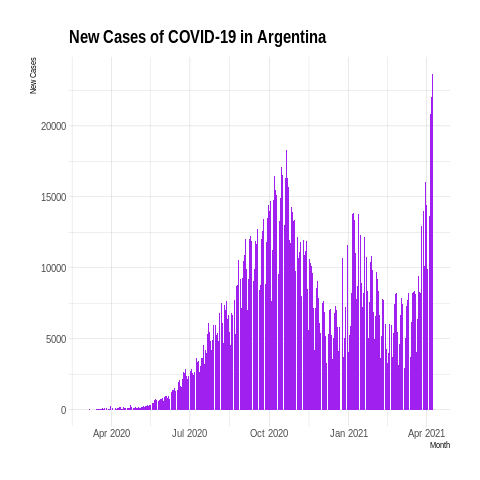 New Cases of COVID-19 in Argentina
New Cases
20000
15000
10000
5000
0
Apr 2020 Jul 2020 Oct 2020 Jan 2021 Apr 2021
Month